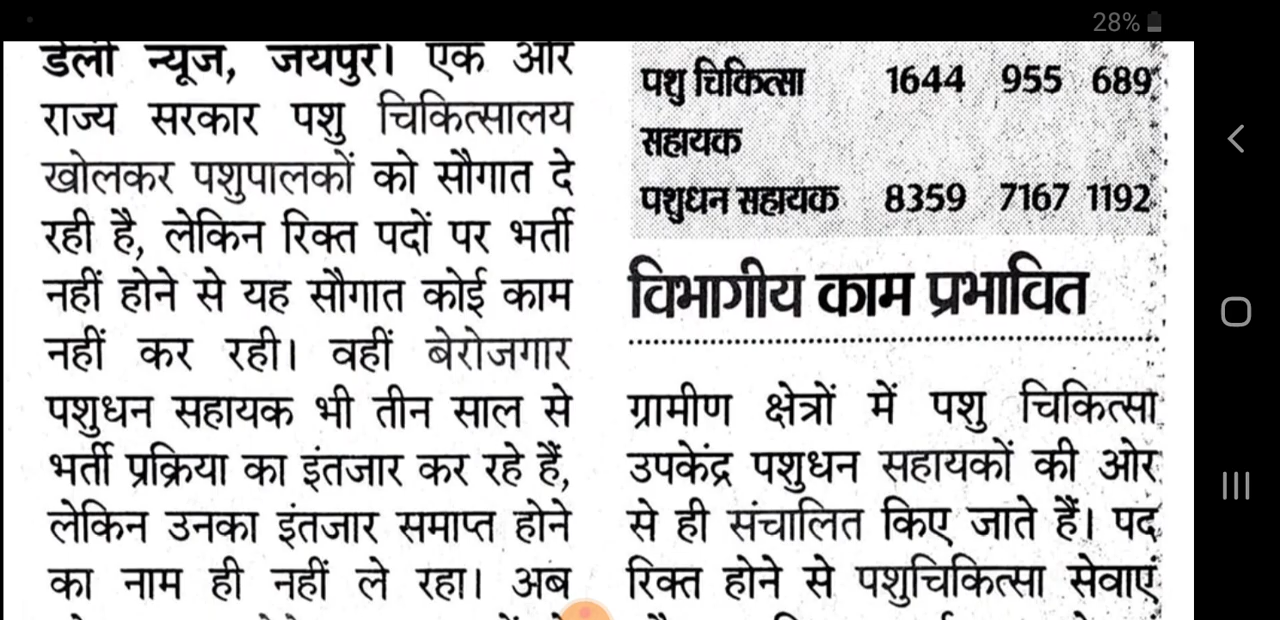 28%
डेली न्यूज, जयपुर। एक ओर
राज्य सरकार पशु चिकित्सालय
खोलकर पशुपालकों को सौगात दे
रही है, लेकिन रिक्त पदों पर भर्ती
नहीं होने से यह सौगात कोई काम
नहीं कर रही। वहीं बेरोजगार
पशुधन सहायक भी तीन साल से
भर्ती प्रक्रिया का इंतजार कर रहे हैं,
लेकिन उनका इंतजार समाप्त होने
का नाम ही नहीं ले रहा। अब
पशु चिकित्सा 1644 955 689
सहायक
पशुधन सहायक 8359 7167 1192
विभागीय काम प्रभावित
ग्रामीण क्षेत्रों में पशु चिकित्सा
उपकेंद्र पशुधन सहायकों की ओर
से ही संचालित किए जाते हैं। पद
रिक्त होने से पशुचिकित्सा सेवाएं